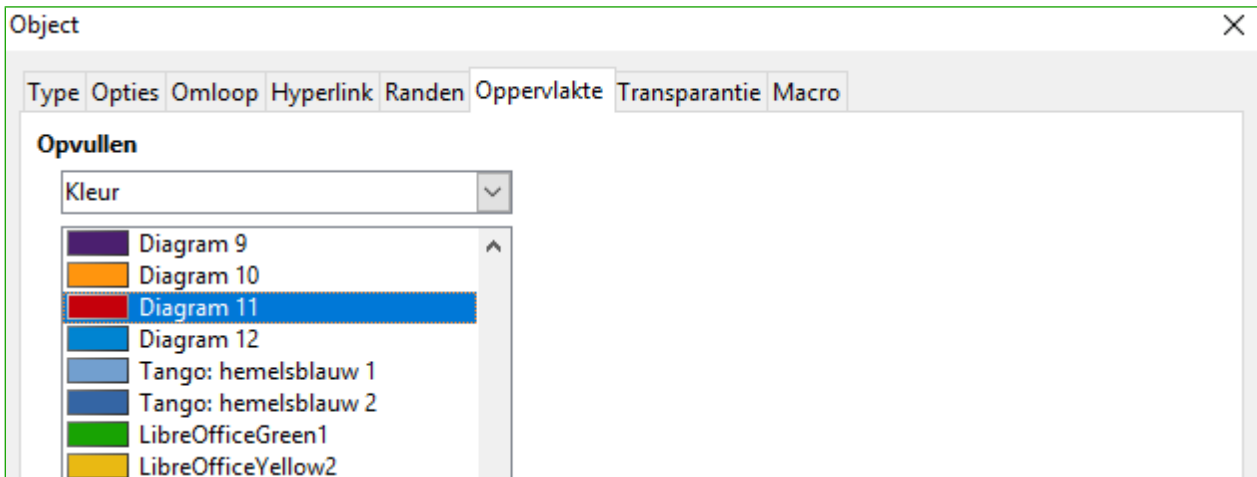 Object
Type Opties Omloop Hyperlink Randen Oppervlakte Transparantie Macro
Opvullen
Kleur
Diagram 9
Diagram 10
Diagram 11
Diagram 12
Tango: hemelsblauw 1
Tango: hemelsblauw 2
LibreOfficeGreen1
LibreOfficeYellow2